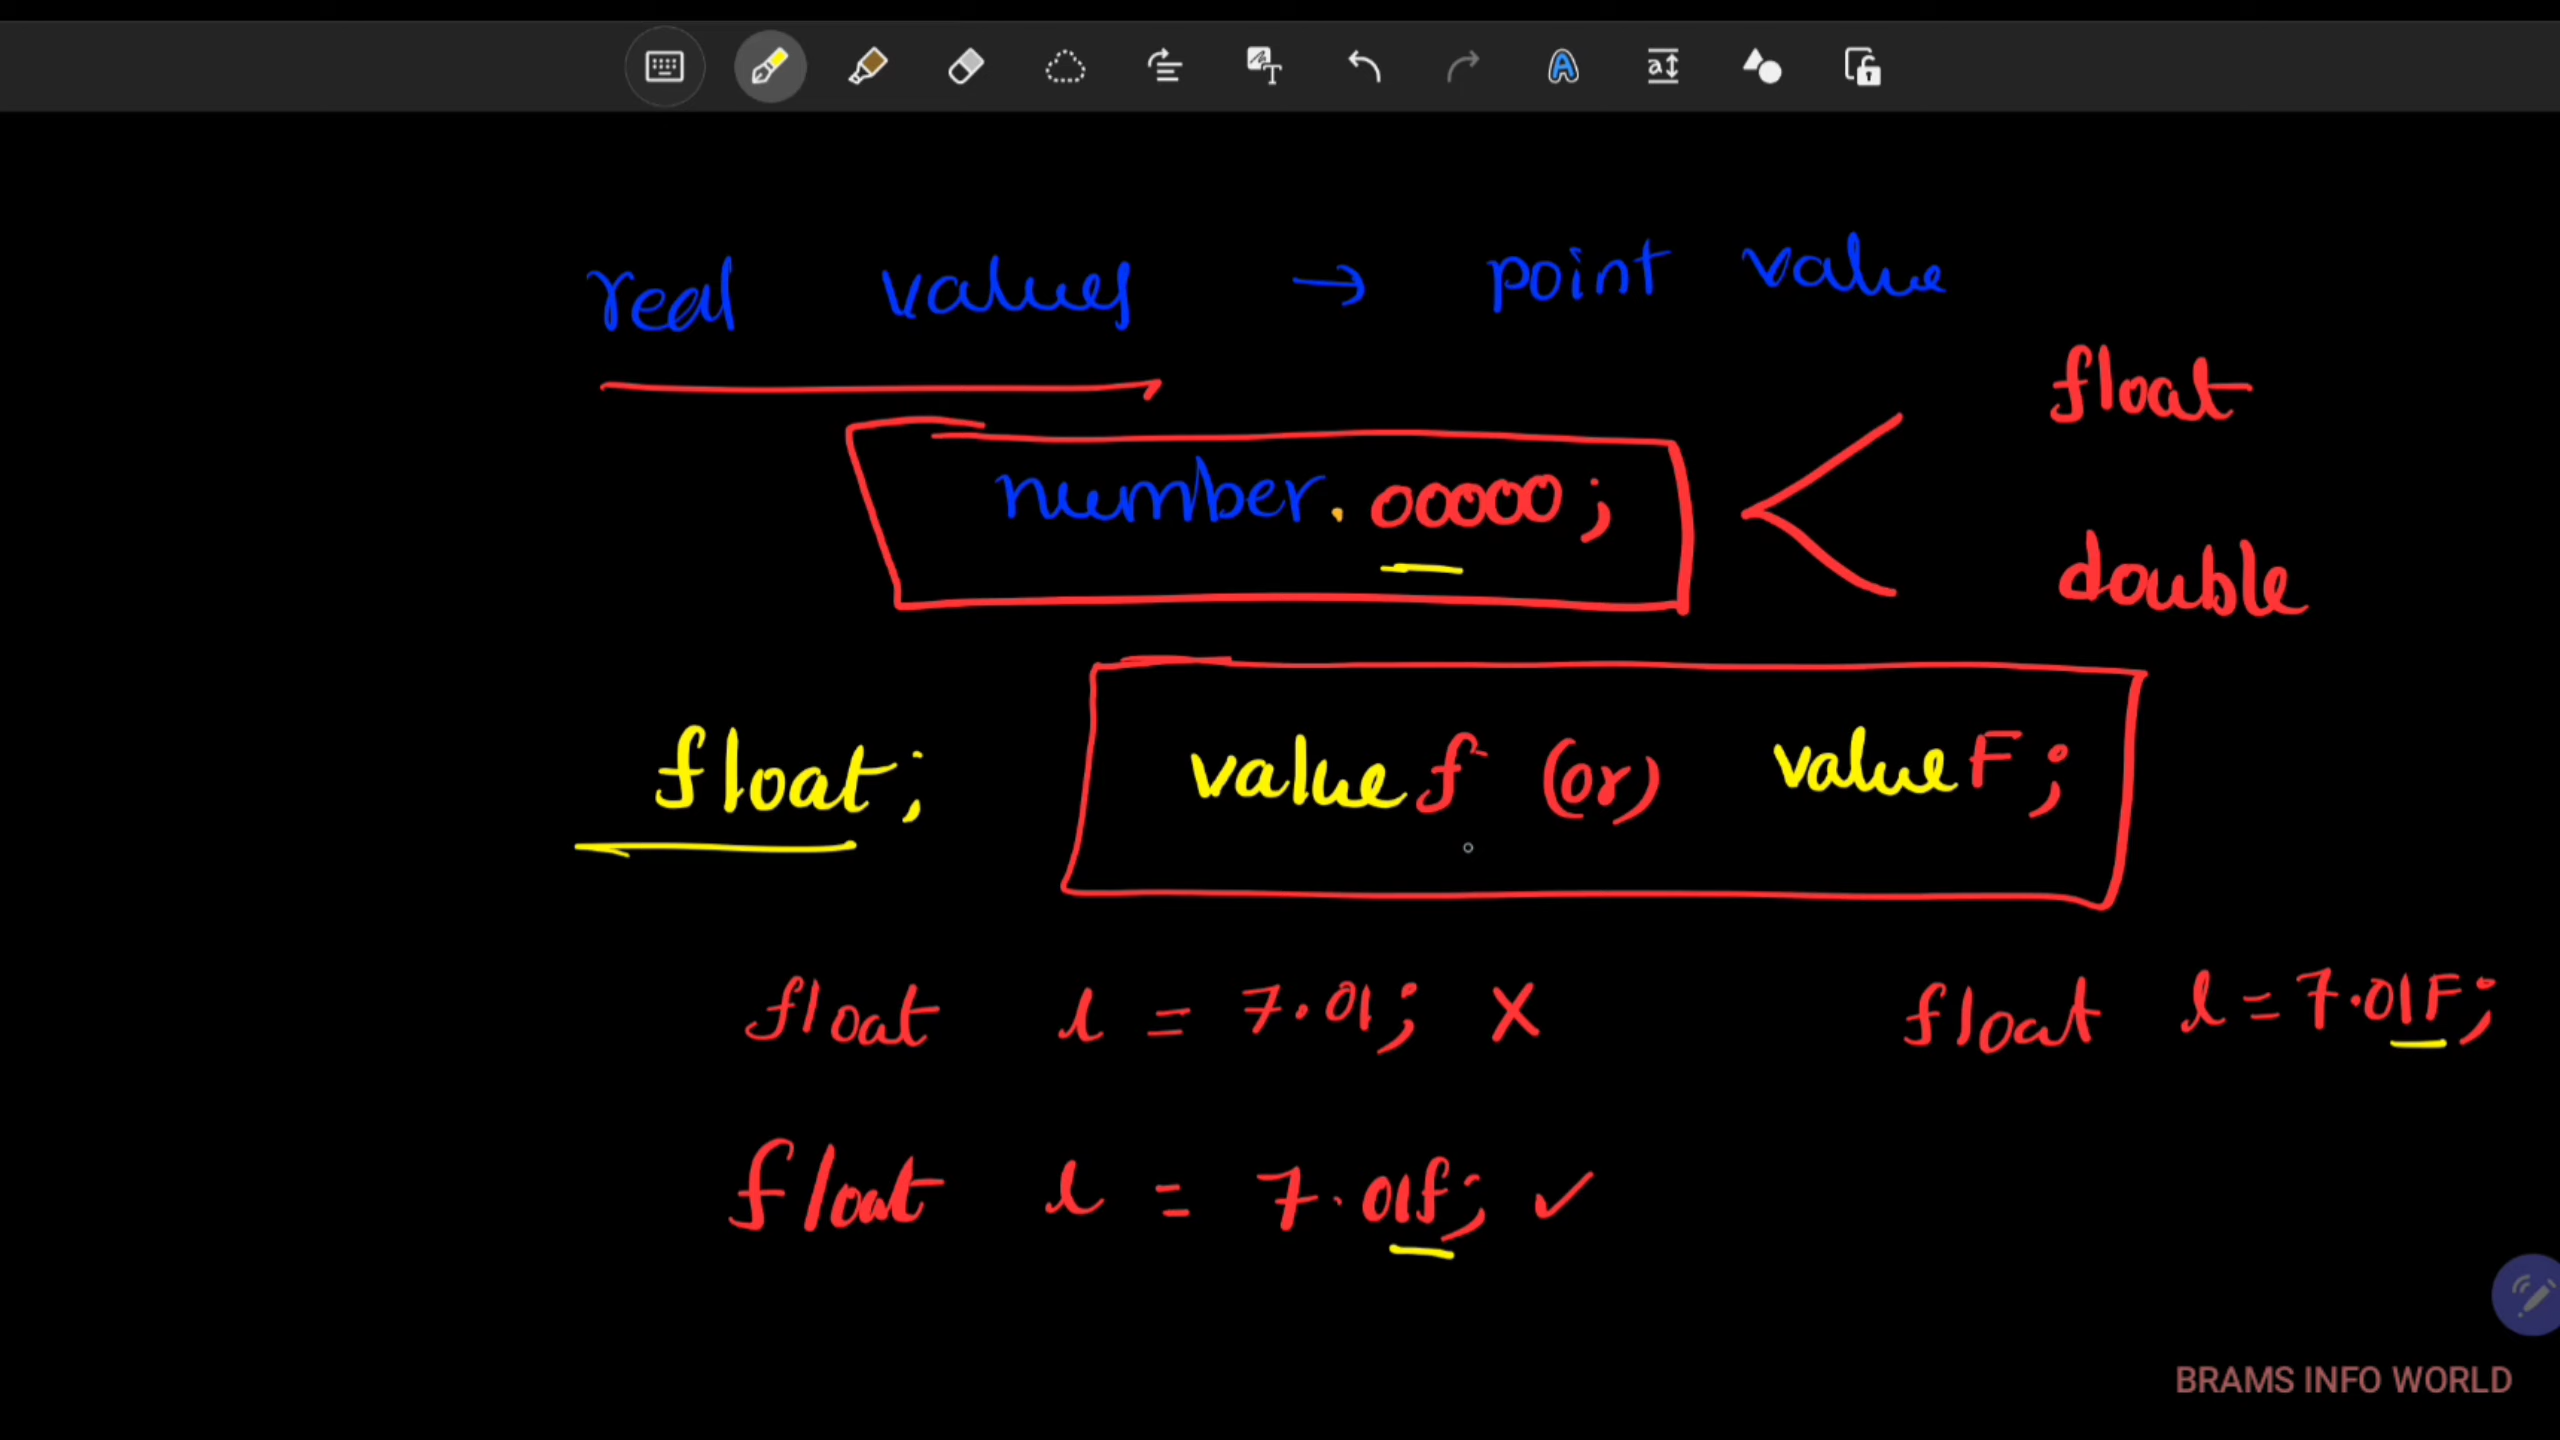 real values → point value
float
number.00000;
double
float; valuef (or) valueF;
float l = 7.01; X float l = 7.01F;
float l = 7.01f; ✓
BRAMS INFO WORLD